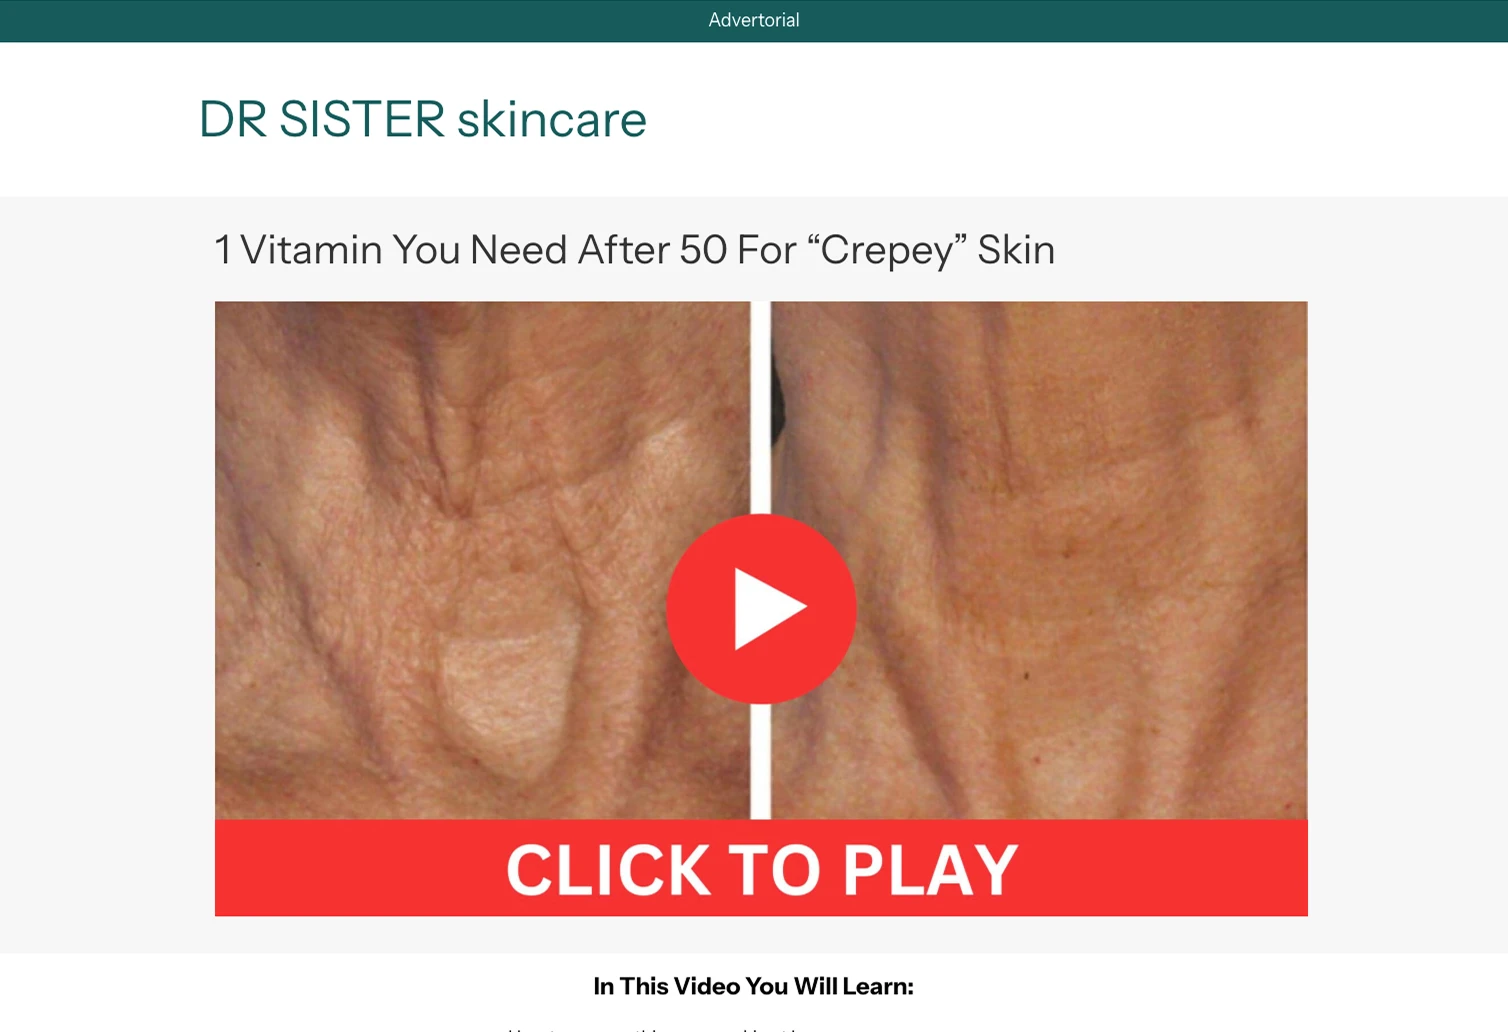 Advertorial
DR SISTER skincare
1 Vitamin You Need After 50 For “Crepey” Skin
CLICK TO PLAY
In This Video You Will Learn: